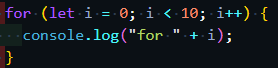 for (let i = 0; i < 10; i++) {
  console.log("for " + i);
}